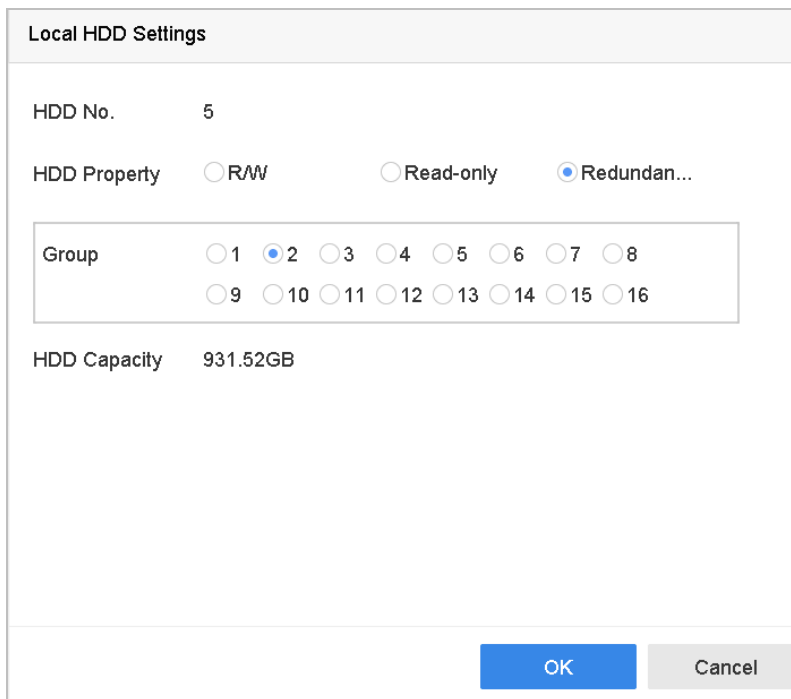 Local HDD Settings
HDD No. 5
HDD Property R/W Read-only Redundan...
Group 1 2 3 4 5 6 7 8
9 10 11 12 13 14 15 16
HDD Capacity 931.52GB
OK Cancel